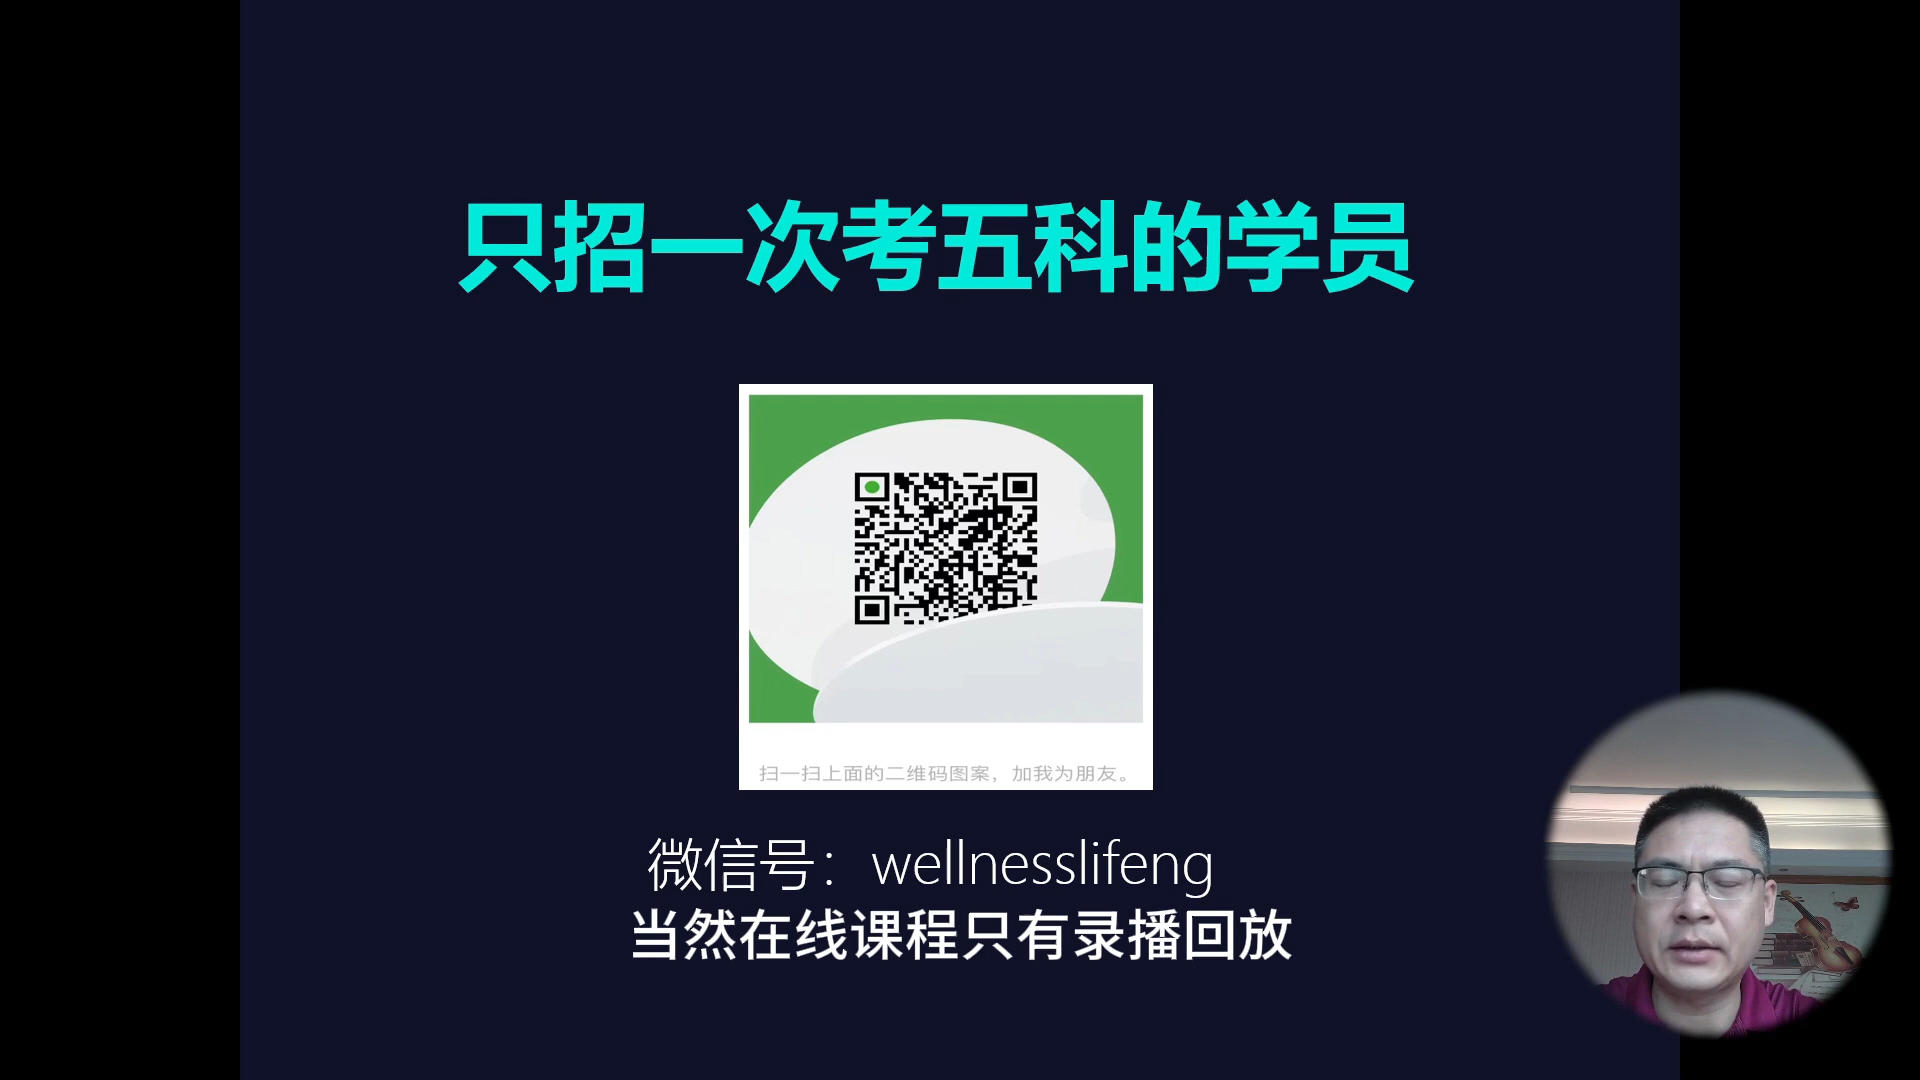 只招一次考五科的学员
扫一扫上面的二维码图案，加我为朋友。
微信号：wellnesslifeng
当然在线课程只有录播回放